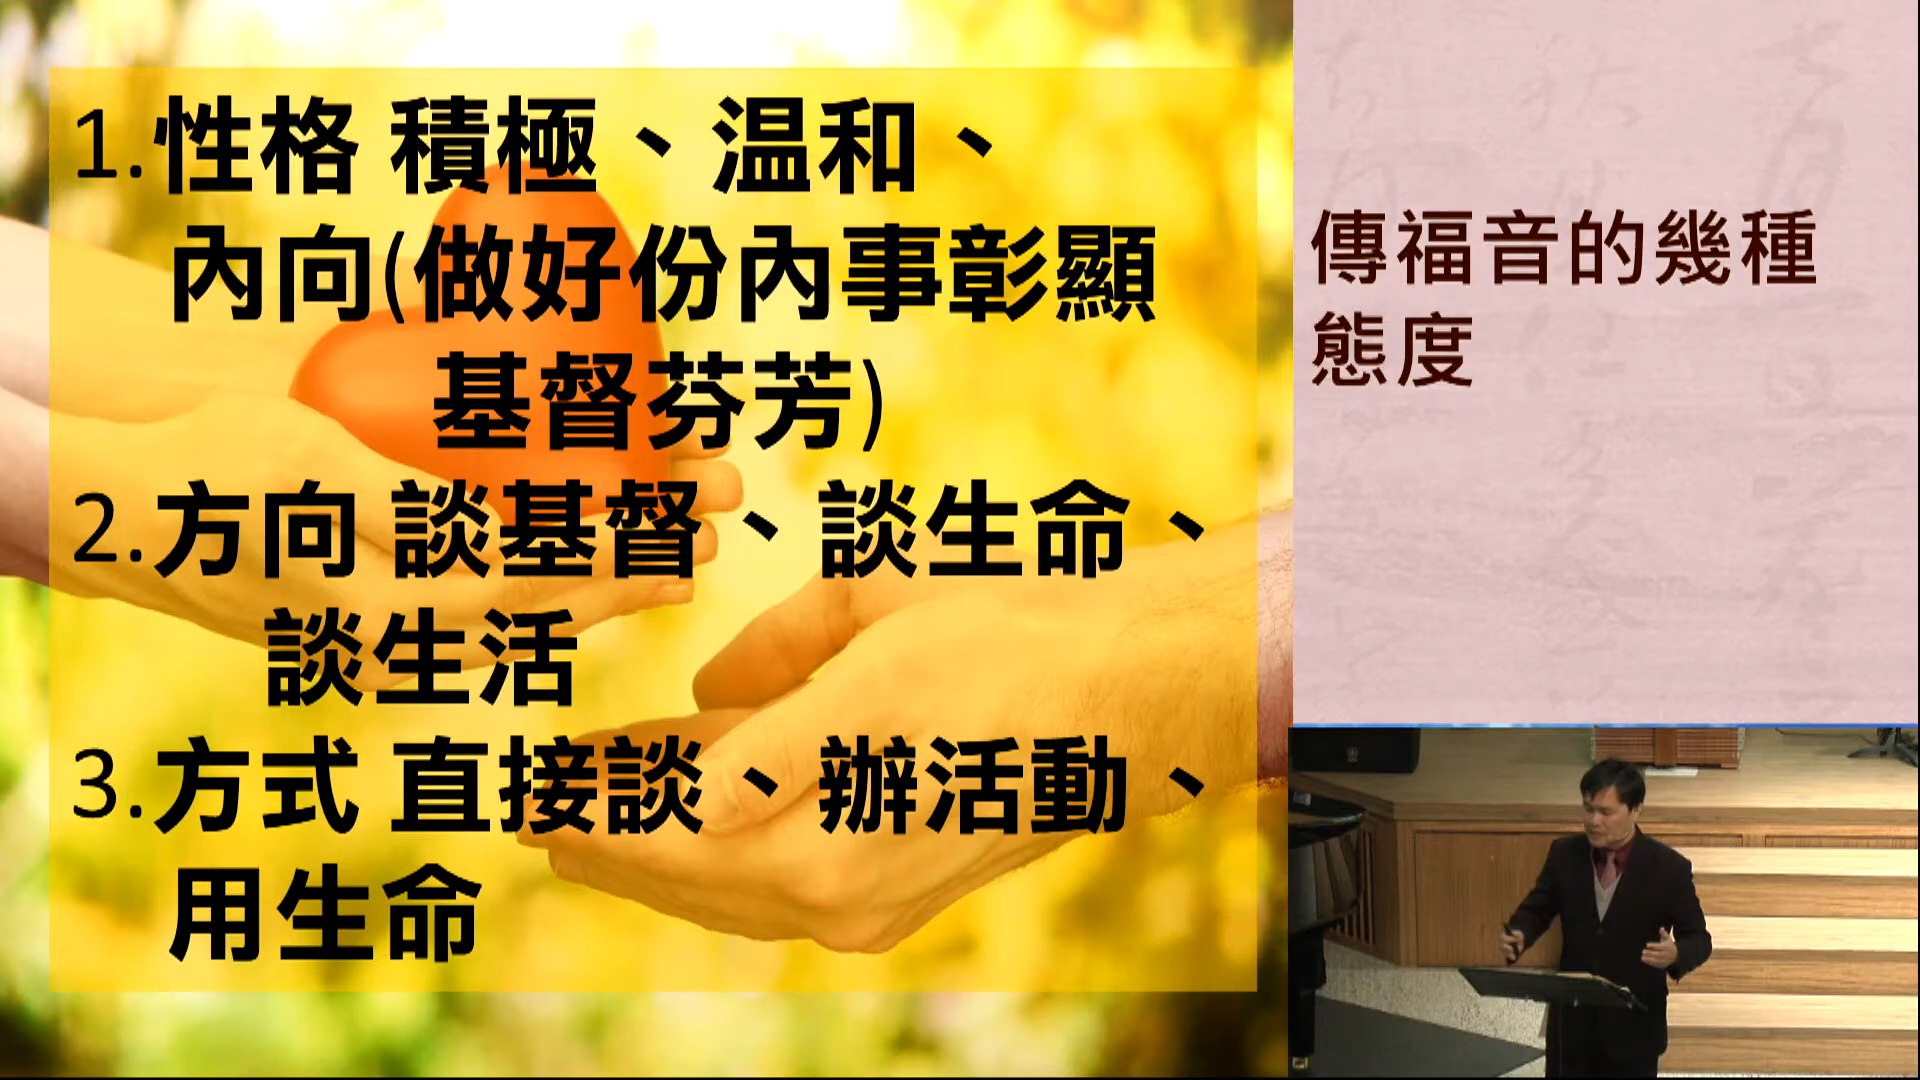 1.性格 積極、温和、
內向(做好份內事彰顯
基督芬芳)
2.方向 談基督、談生命、
談生活
3.方式 直接談、辦活動、
用生命
傳福音的幾種
態度